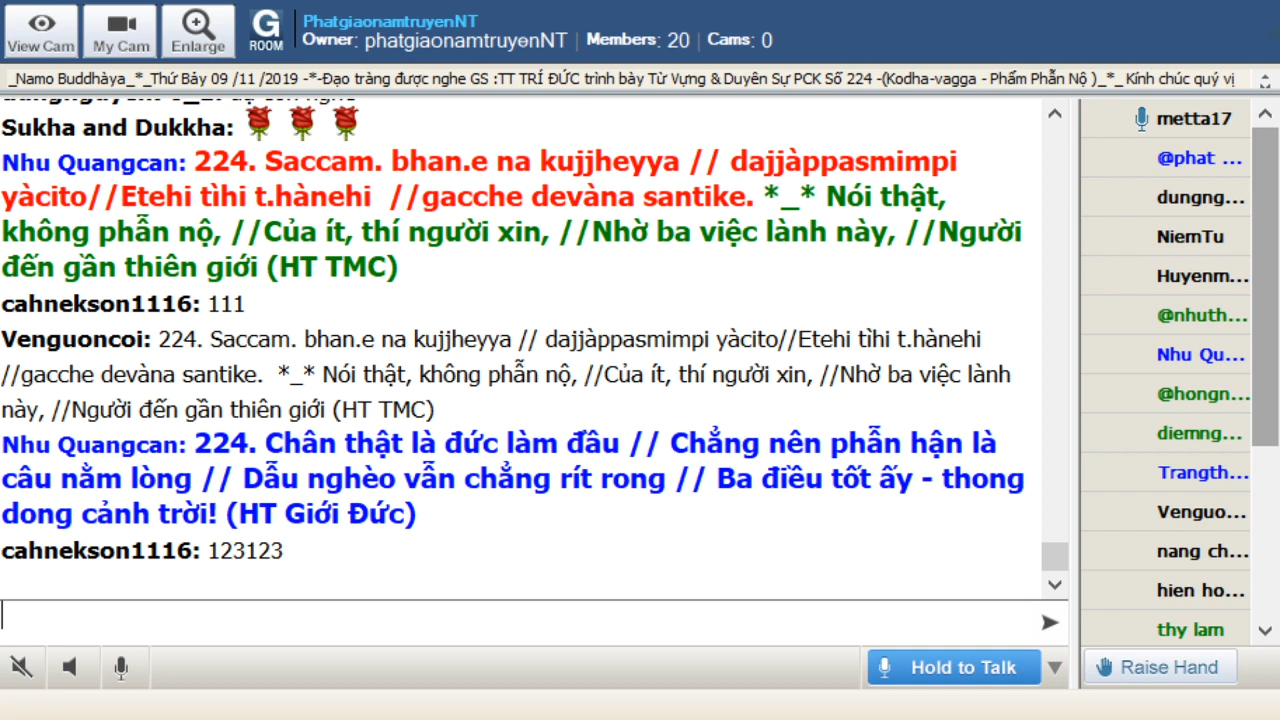 View Cam
My Cam
Enlarge
G
ROOM
PhatgiaonamtruyenNT
Owner: phatgiaonamtruyenNT | Members: 20 | Cams: 0
_Namo Buddhàya_*_Thứ Bảy 09 /11 /2019 -*-Đạo tràng được nghe GS :TT TRÍ ĐỨC trình bày Từ Vựng & Duyên Sự PCK Số 224 -(Kodha-vagga - Phẩm Phẫn Nộ )_*_ Kính chúc quý vị
Sukha and Dukkha:
Nhu Quangcan: 224. Saccam. bhan.e na kujjheyya // dajjàppasmimpi
yàcito//Etehi tìhi t.hànehi //gacche devàna santike. *_* Nói thật,
không phẫn nộ, //Của ít, thí người xin, //Nhờ ba việc lành này, //Người
đến gần thiên giới (HT TMC)
cahnekson1116: 111
Venguoncoi: 224. Saccam. bhan.e na kujjheyya // dajjàppasmimpi yàcito//Etehi tìhi t.hànehi
//gacche devàna santike. *_* Nói thật, không phẫn nộ, //Của ít, thí người xin, //Nhờ ba việc lành
này, //Người đến gần thiên giới (HT TMC)
Nhu Quangcan: 224. Chân thật là đức làm đầu // Chẳng nên phẫn hận là
câu nằm lòng // Dẫu nghèo vẫn chẳng rít rong // Ba điều tốt ấy - thong
dong cảnh trời! (HT Giới Đức)
cahnekson1116: 123123
metta17
@phat ...
dungng...
NiemTu
Huyenm...
@nhuth...
Nhu Qu...
@hongn...
diemng...
Trangth...
Venguo...
nang ch...
hien ho...
thy lam
Hold to Talk
Raise Hand